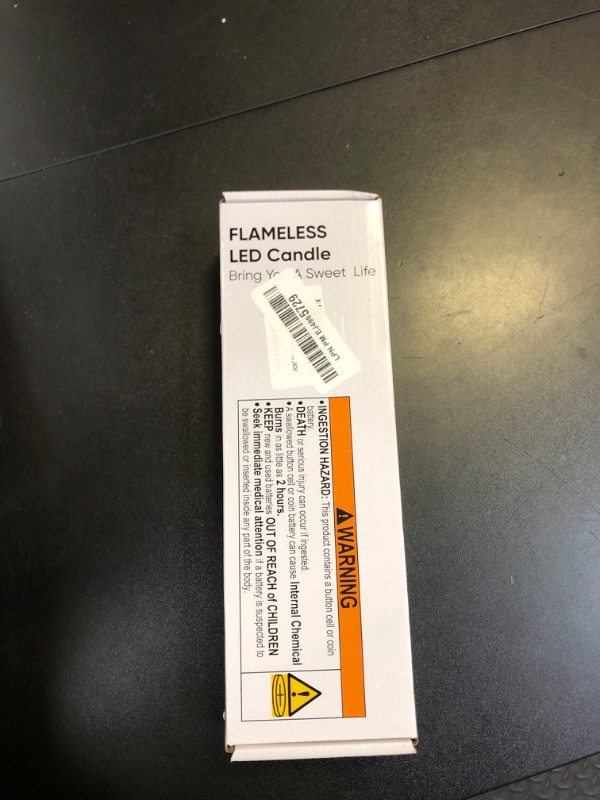 FLAMELESS
LED Candle
Bring You A Sweet Life
LPN PM EJ4965729
WARNING
• INGESTION HAZARD: This product contains a button cell or coin
battery.
• DEATH or serious injury can occur if ingested.
• A swallowed button cell or coin battery can cause Internal Chemical
Burns in as little as 2 hours.
• KEEP new and used batteries OUT OF REACH of CHILDREN
• Seek immediate medical attention if a battery is suspected to
be swallowed or inserted inside any part of the body.